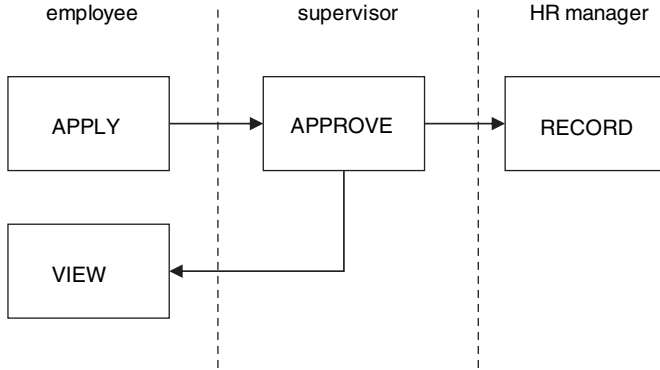 employee
supervisor
HR manager
APPLY
APPROVE
RECORD
VIEW